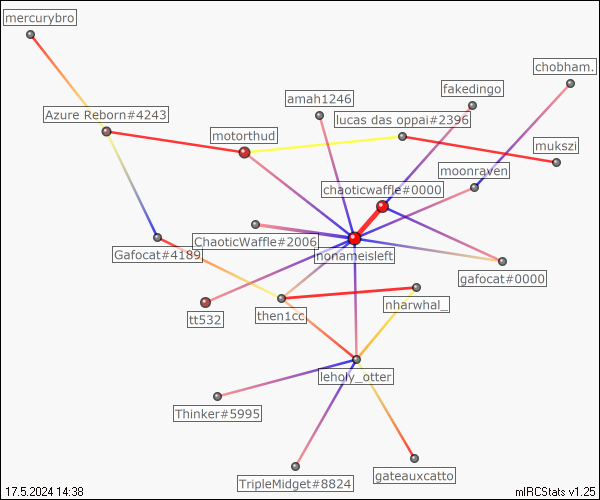 mercurybro
chobham.
fakedingo
amah1246
Azure Reborn#4243
lucas das oppai#2396
motorthud
mukszi
moonraven
chaoticwaffle#0000
ChaoticWaffle#2006
Gafocat#4189
nonameisleft
gafocat#0000
nharwhal_
then1cc
tt532
leholy_otter
Thinker#5995
gateauxcatto
TripleMidget#8824
17.5.2024 14:38
mIRCStats v1.25